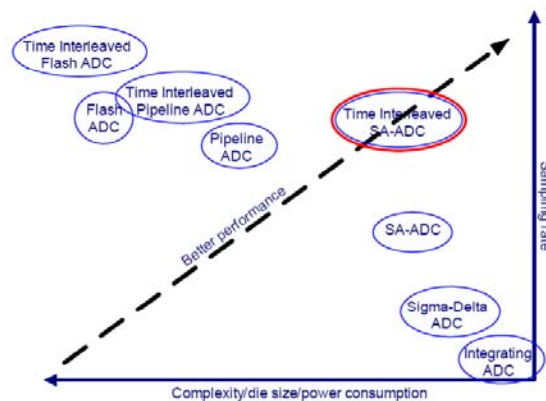 Time Interleaved
Flash ADC
Time Interleaved
Pipeline ADC
Flash
ADC
Time Interleaved
SA-ADC
Pipeline
ADC
Better performance
SA-ADC
Sampling rate
Sigma-Delta
ADC
Integrating
ADC
Complexity/die size/power consumption